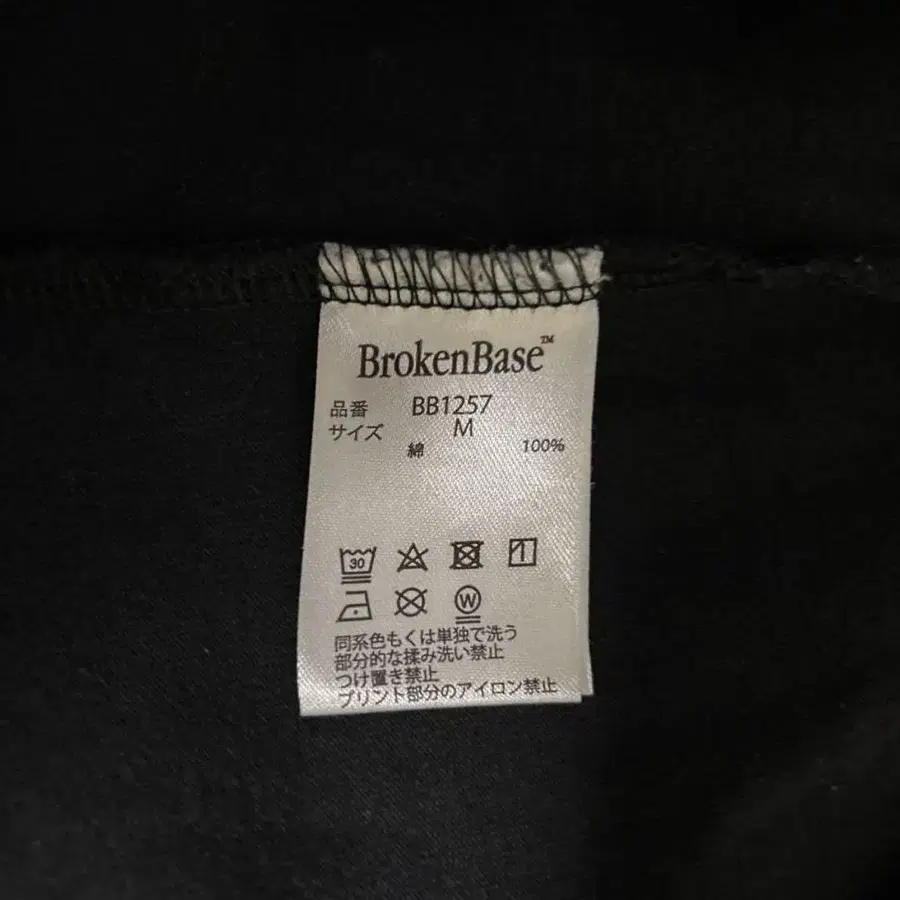 BrokenBase™
品番 BB1257
サイズ M
綿 100%
30
W
同系色もくは単独で洗う
部分的な揉み洗い禁止
つけ置き禁止
プリント部分のアイロン禁止